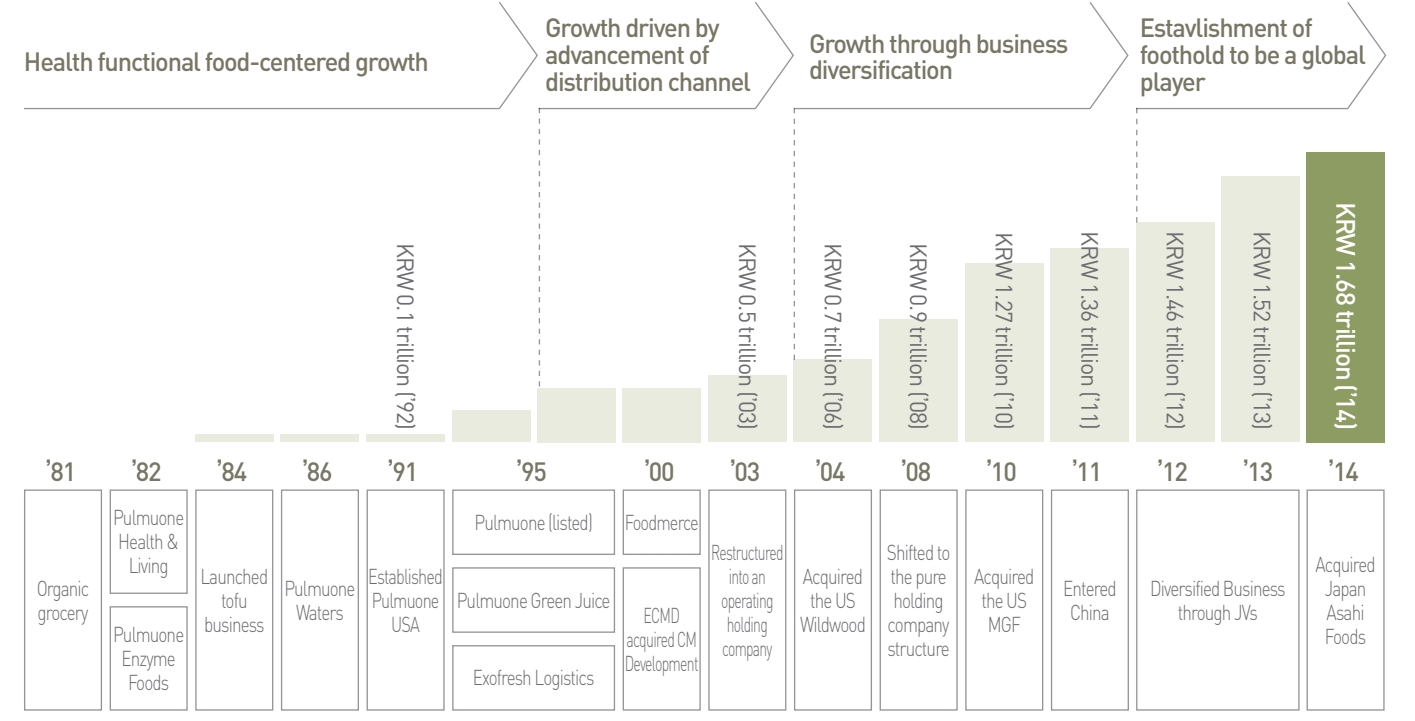 Health functional food-centered growth
Growth driven by
advancement of
distribution channel
Growth through business
diversification
Estavlishment of
foothold to be a global
player
KRW 0.1 trillion (’92)
KRW 0.5 trillion (’03)
KRW 0.7 trillion (’06)
KRW 0.9 trillion (’08)
KRW 1.27 trillion (’10)
KRW 1.36 trillion (’11)
KRW 1.46 trillion (’12)
KRW 1.52 trillion (’13)
KRW 1.68 trillion (’14)
’81
’82
’84
’86
’91
’95
’00
’03
’04
’08
’10
’11
’12
’13
’14
Organic
grocery
Pulmuone
Health &
Living
Pulmuone
Enzyme
Foods
Launched
tofu
business
Pulmuone
Waters
Established
Pulmuone
USA
Pulmuone (listed)
Pulmuone Green Juice
Exofresh Logistics
Foodmerce
ECMD
acquired CM
Development
Restructured
into an
operating
holding
company
Acquired
the US
Wildwood
Shifted to
the pure
holding
company
structure
Acquired
the US
MGF
Entered
China
Diversified Business
through JVs
Acquired
Japan
Asahi
Foods